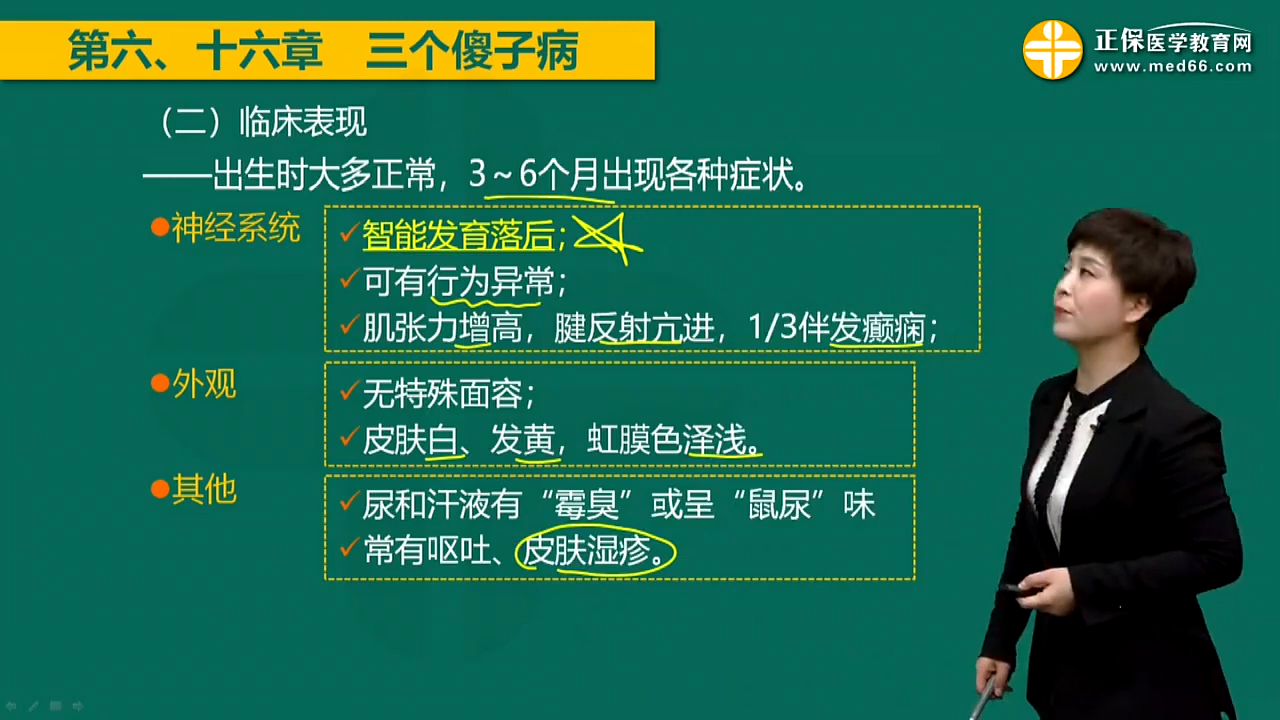 第六、十六章 三个傻子病
正保医学教育网
www.med66.com
（二）临床表现
——出生时大多正常，3～6个月出现各种症状。
●神经系统
✓智能发育落后；
✓可有行为异常；
✓肌张力增高，腱反射亢进，1/3伴发癫痫；
●外观
✓无特殊面容；
✓皮肤白、发黄，虹膜色泽浅。
●其他
✓尿和汗液有“霉臭”或呈“鼠尿”味
✓常有呕吐、皮肤湿疹。